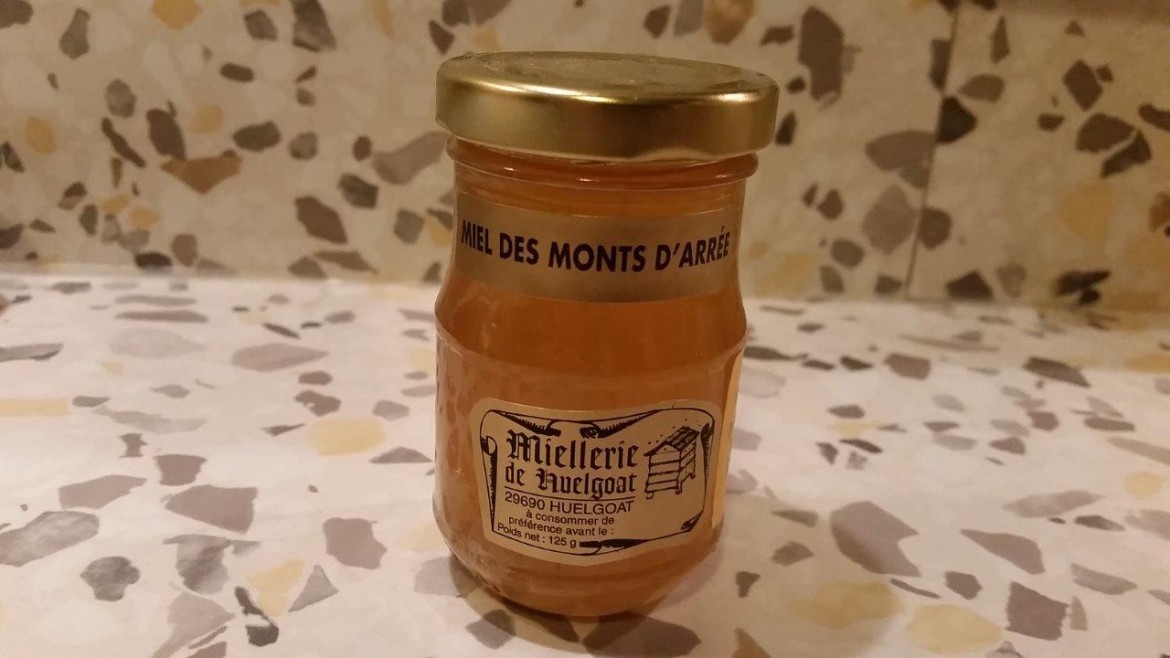 MIEL DES MONTS D'ARRÉE
Miellerie
de Huelgoat
29690 HUELGOAT
à consommer de
préférence avant le :
Poids net : 125 g